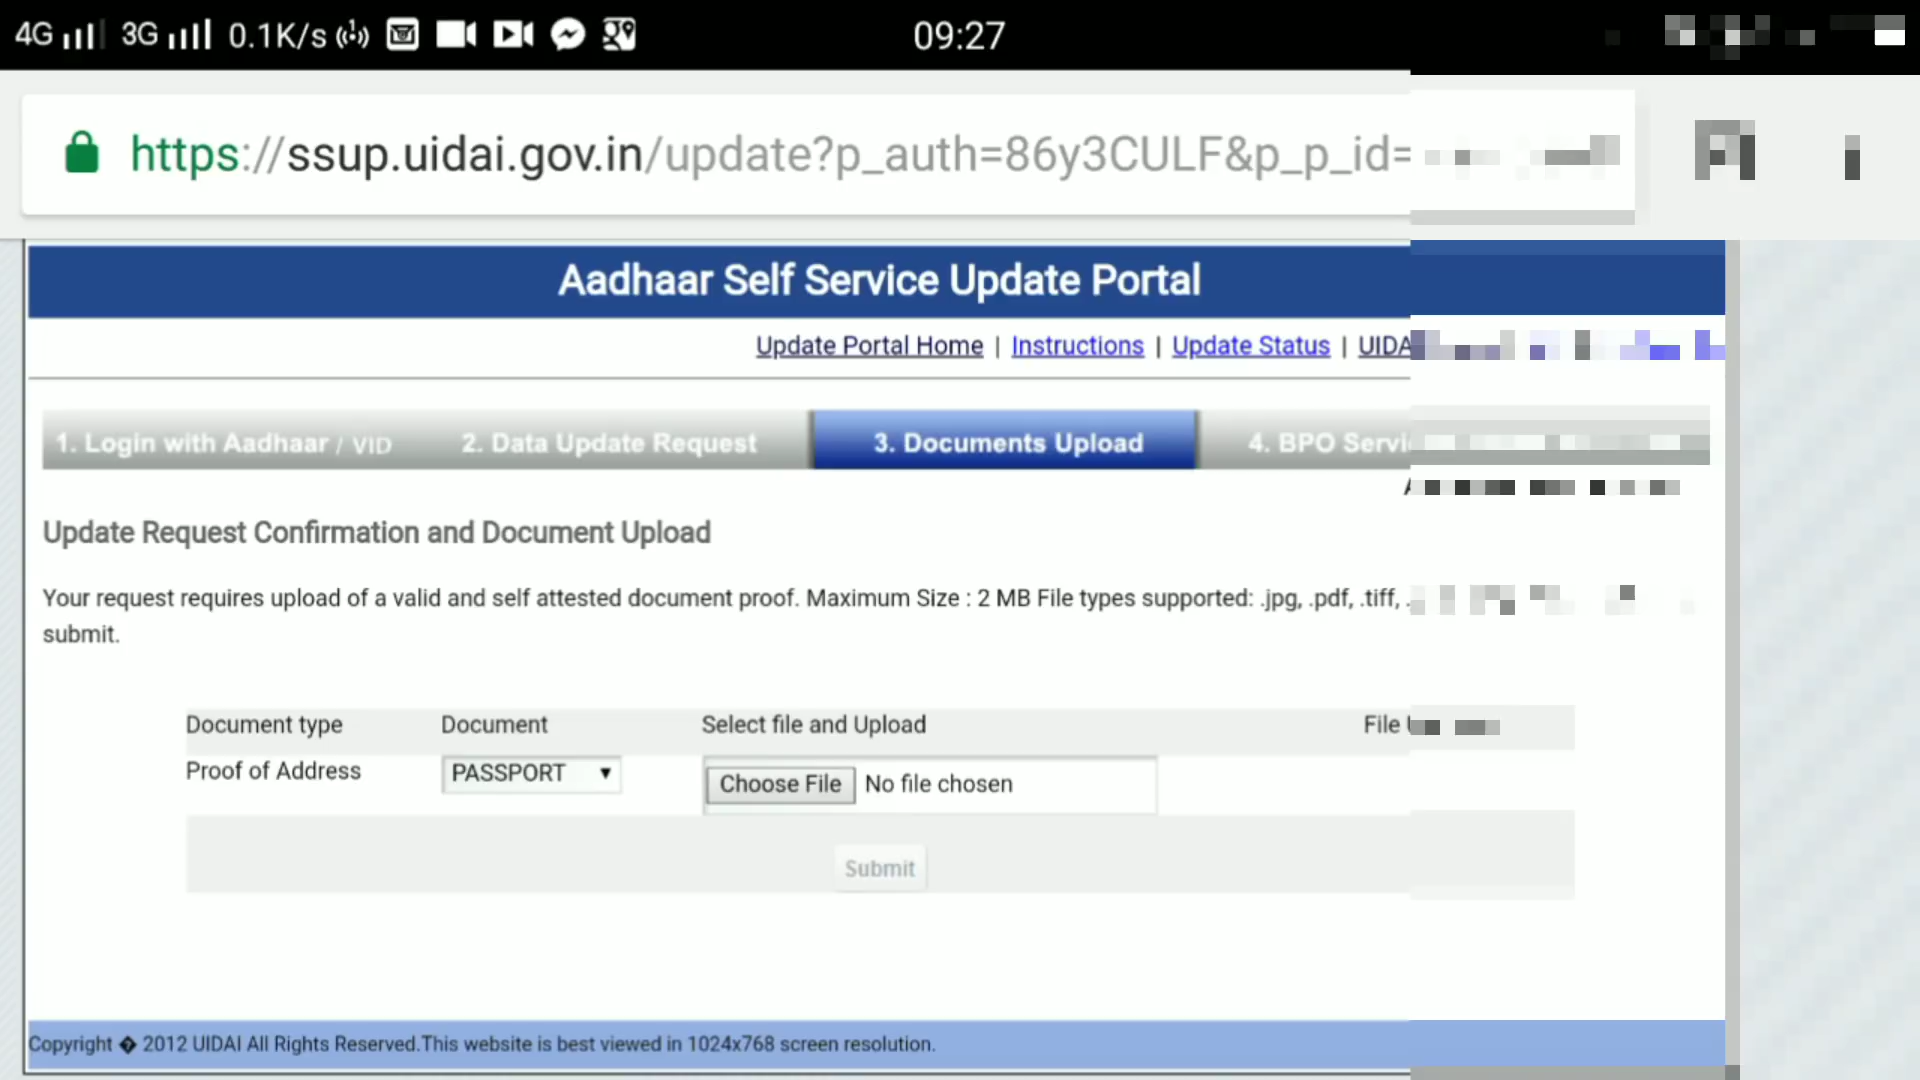 4G 3G 0.1K/s 09:27
https://ssup.uidai.gov.in/update?p_auth=86y3CULF&p_p_id=
Aadhaar Self Service Update Portal
Update Portal Home | Instructions | Update Status |
1. Login with Aadhaar / VID 2. Data Update Request 3. Documents Upload 4. BPO
Update Request Confirmation and Document Upload
Your request requires upload of a valid and self attested document proof. Maximum Size : 2 MB File types supported: .jpg, .pdf, .tiff,
submit.
Document type Document Select file and Upload File
Proof of Address PASSPORT Choose File No file chosen
Submit
Copyright � 2012 UIDAI All Rights Reserved.This website is best viewed in 1024x768 screen resolution.